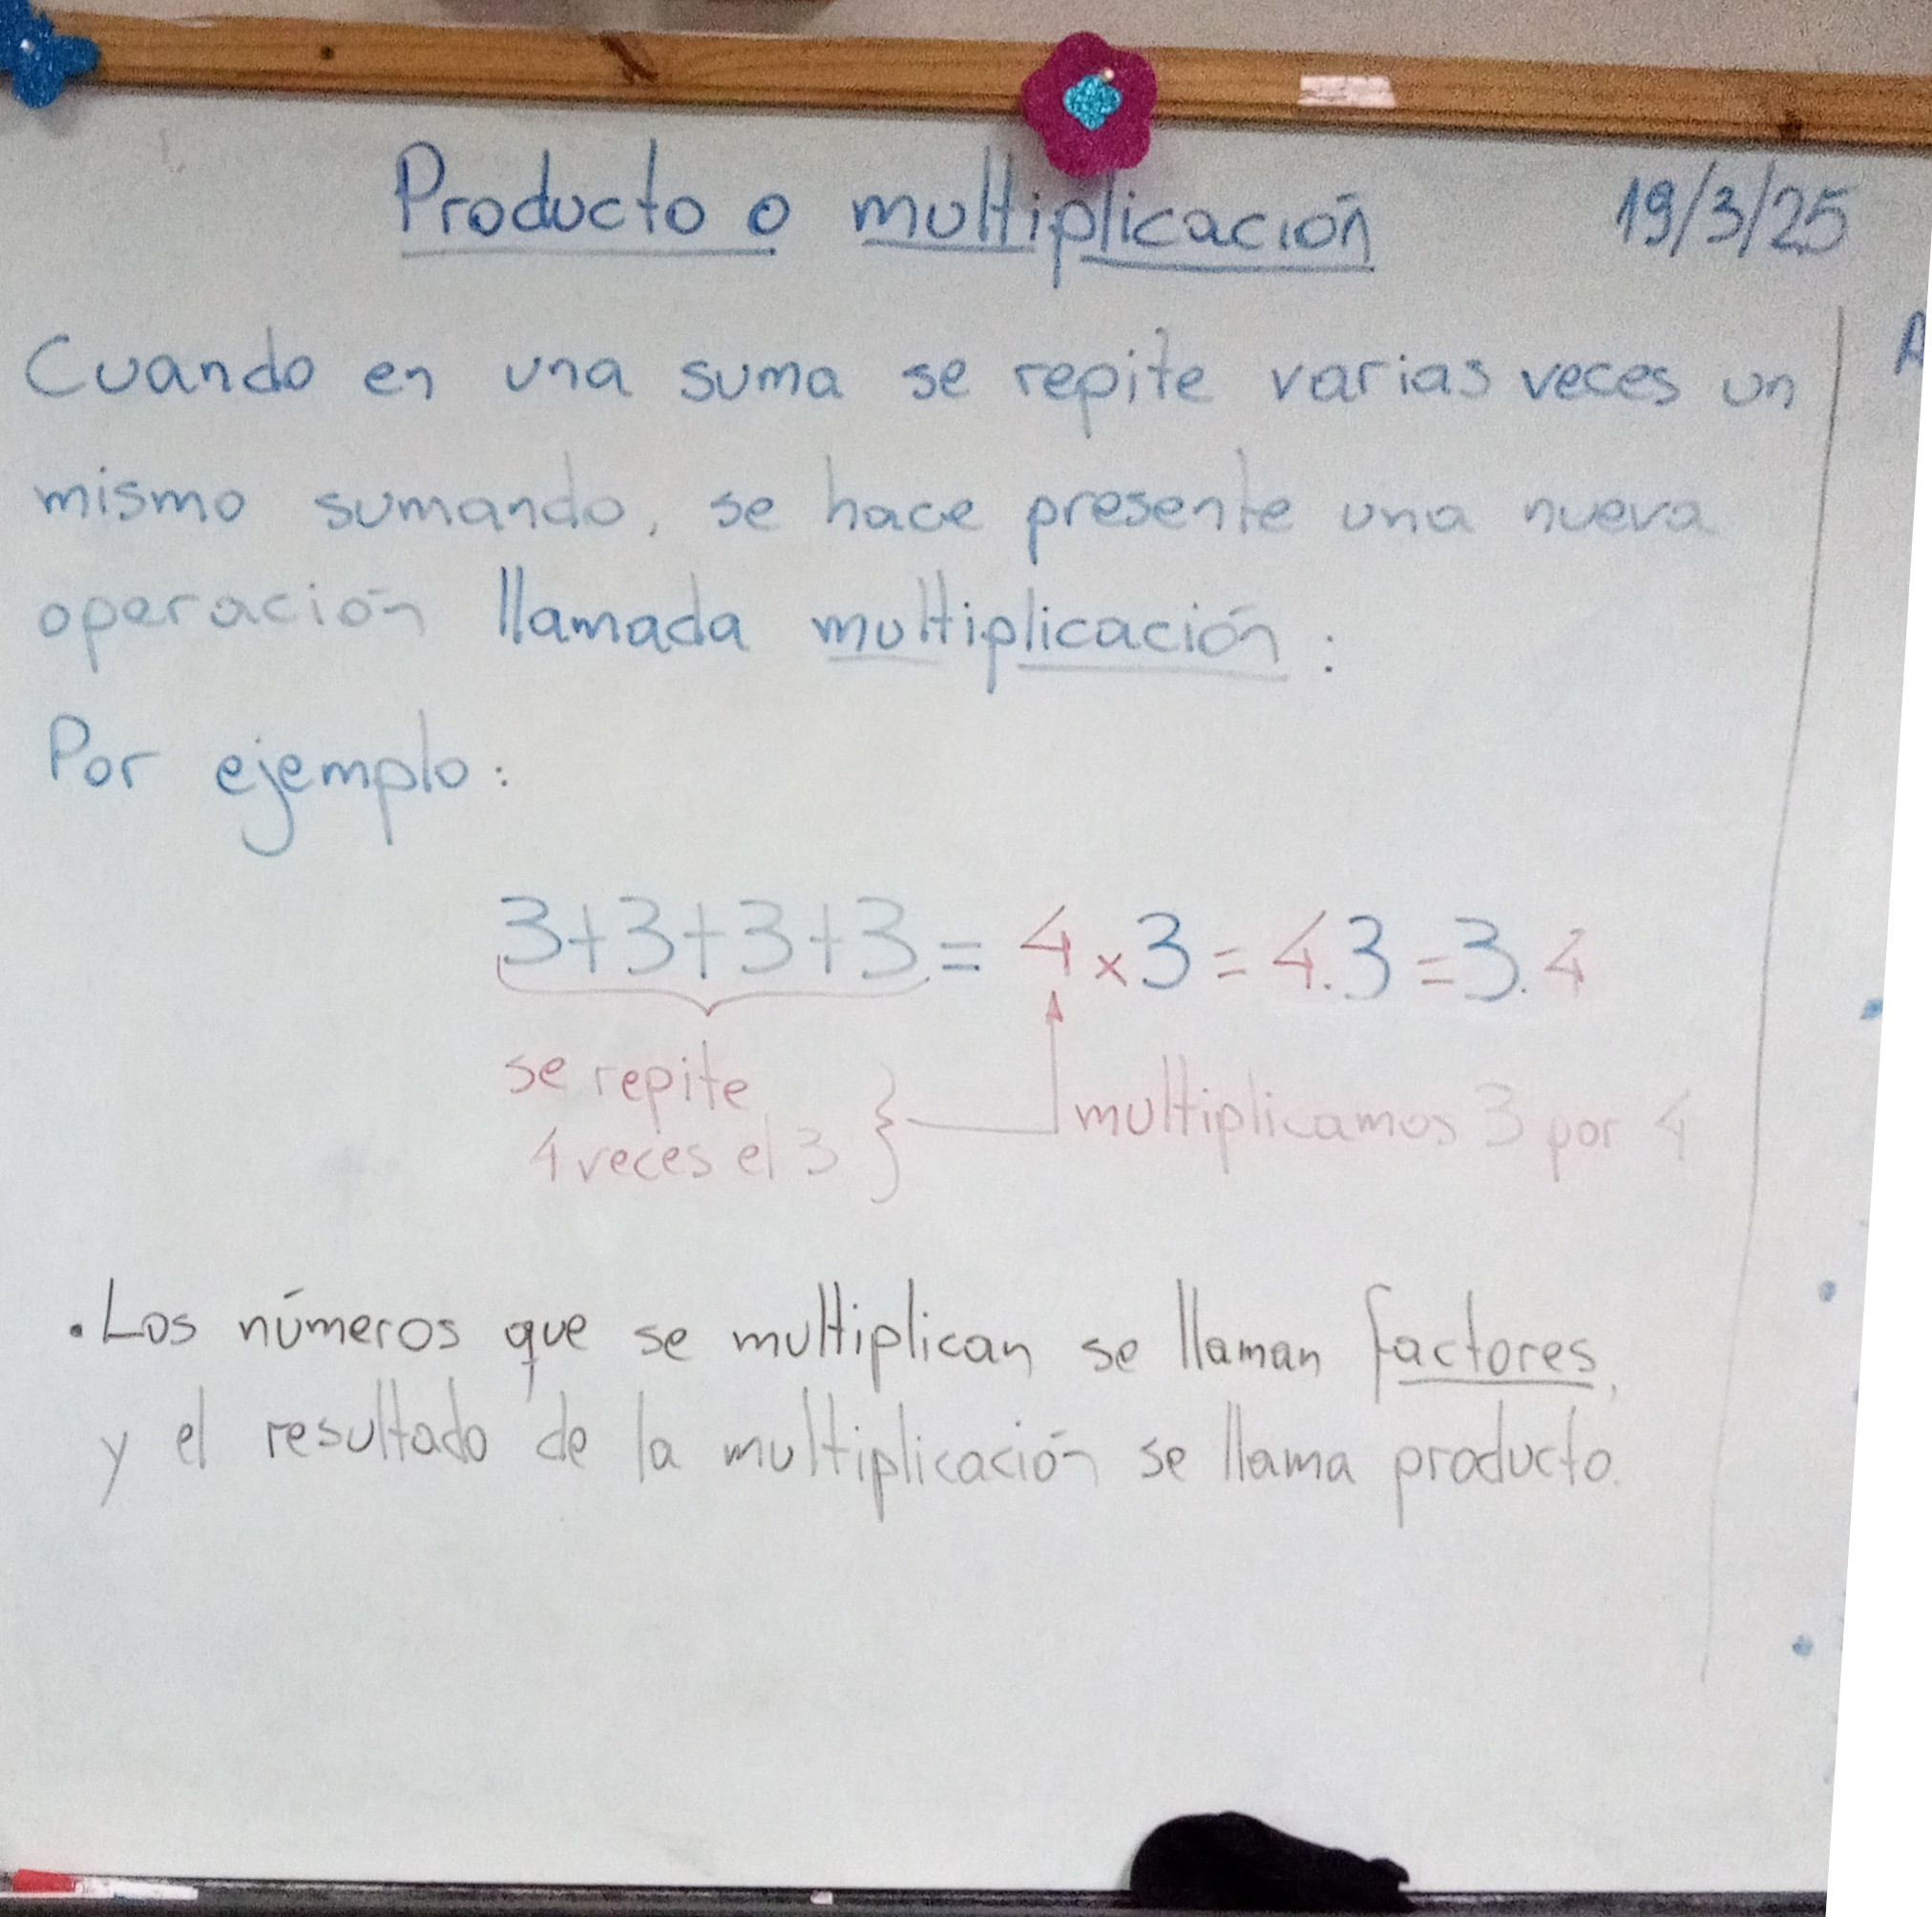 Producto o multiplicación 19/3/25
Cuando en una suma se repite varias veces un
mismo sumando, se hace presente una nueva
operación llamada multiplicación:
Por ejemplo:
3+3+3+3 = 4 x 3 = 4.3 = 3.4
se repite
4 veces el 3 } multiplicamos 3 por 4
. Los números que se multiplican se llaman factores,
y el resultado de la multiplicación se llama producto.